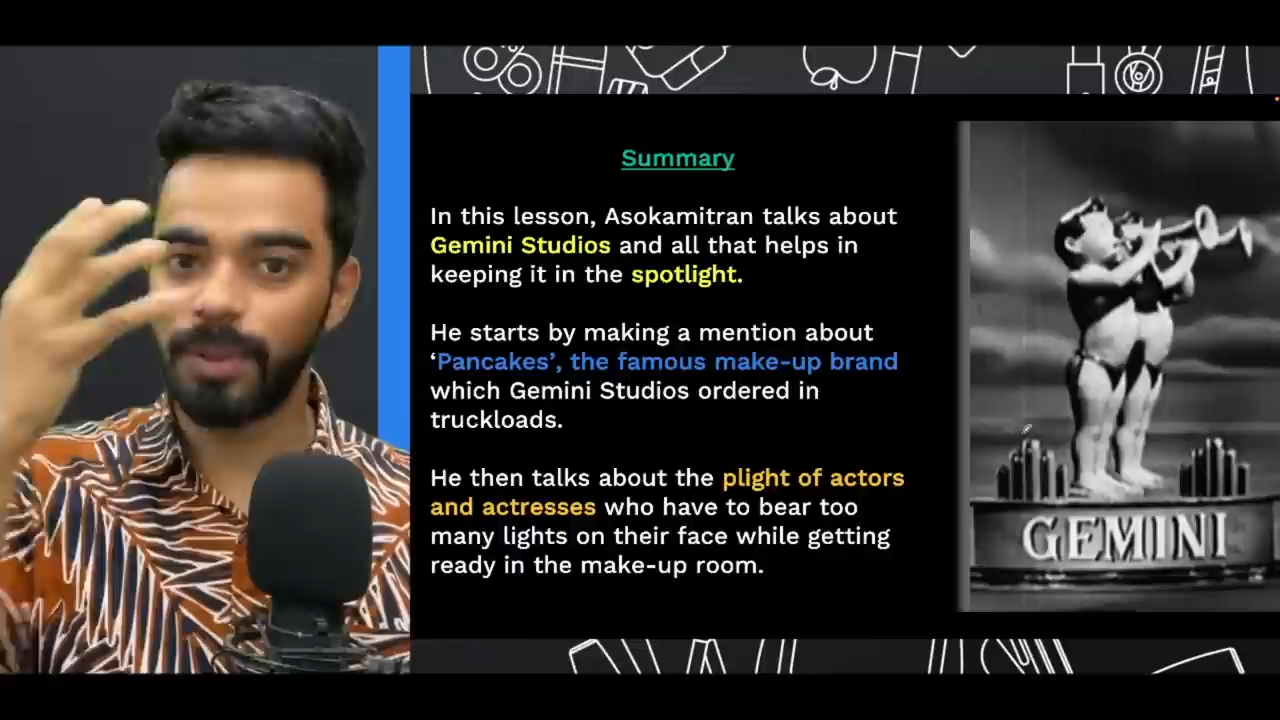 Summary
In this lesson, Asokamitran talks about
Gemini Studios and all that helps in
keeping it in the spotlight.
He starts by making a mention about
‘Pancakes’, the famous make-up brand
which Gemini Studios ordered in
truckloads.
He then talks about the plight of actors
and actresses who have to bear too
many lights on their face while getting
ready in the make-up room.
GEMINI